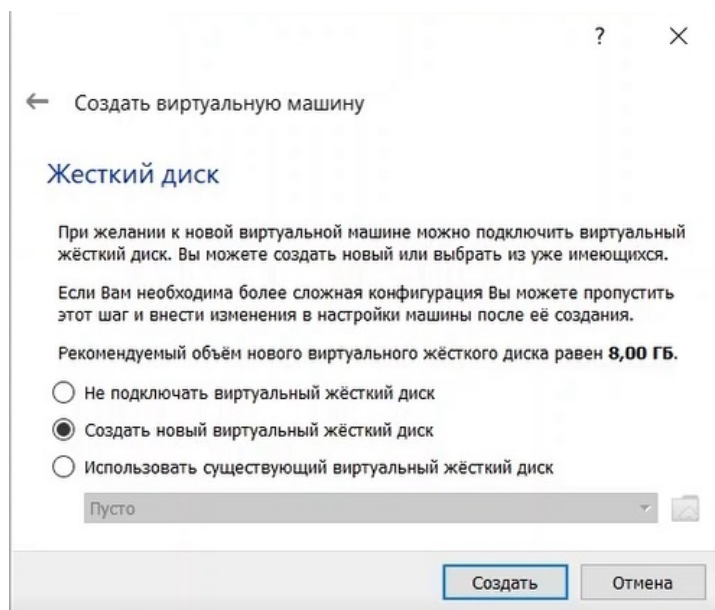 ?
Создать виртуальную машину
Жесткий диск
При желании к новой виртуальной машине можно подключить виртуальный
жёсткий диск. Вы можете создать новый или выбрать из уже имеющихся.
Если Вам необходима более сложная конфигурация Вы можете пропустить
этот шаг и внести изменения в настройки машины после её создания.
Рекомендуемый объём нового виртуального жёсткого диска равен 8,00 ГБ.
Не подключать виртуальный жёсткий диск
Создать новый виртуальный жёсткий диск
Использовать существующий виртуальный жёсткий диск
Пусто
Создать Отмена